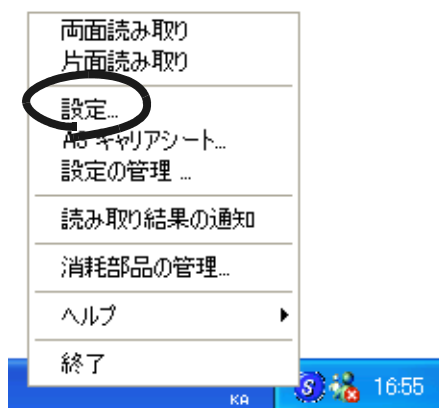 両面読み取り
片面読み取り
設定...
A3 キャリアシート...
設定の管理 ...
読み取り結果の通知
消耗部品の管理...
ヘルプ
終了
KA
S
16:55